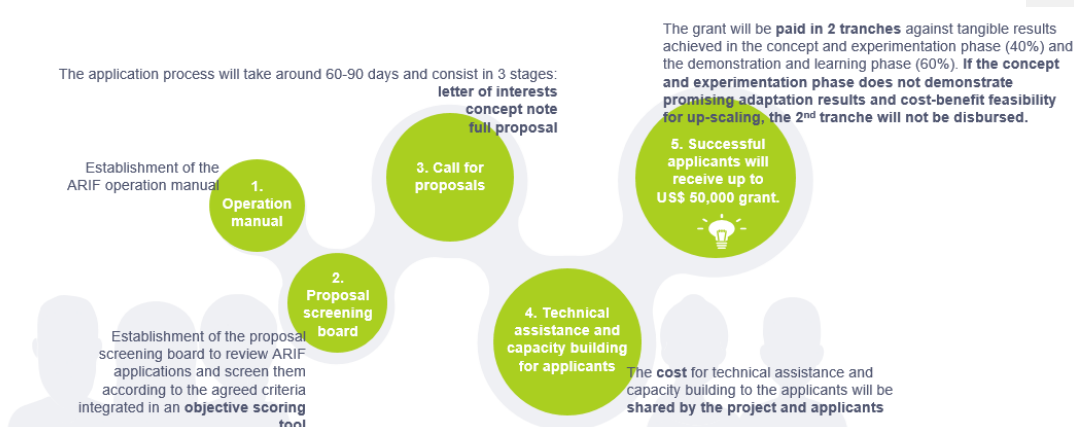 The grant will be paid in 2 tranches against tangible results
achieved in the concept and experimentation phase (40%) and
the demonstration and learning phase (60%). If the concept
and experimentation phase does not demonstrate
promising adaptation results and cost-benefit feasibility
for up-scaling, the 2nd tranche will not be disbursed.
The application process will take around 60-90 days and consist in 3 stages:
letter of interests
concept note
full proposal
Establishment of the
ARIF operation manual
1.
Operation
manual
2.
Proposal
screening
board
Establishment of the proposal
screening board to review ARIF
applications and screen them
according to the agreed criteria
integrated in an objective scoring
tool
3. Call for
proposals
4. Technical
assistance and
capacity building
for applicants
The cost for technical assistance and
capacity building to the applicants will be
shared by the project and applicants
5. Successful
applicants will
receive up to
US$ 50,000 grant.